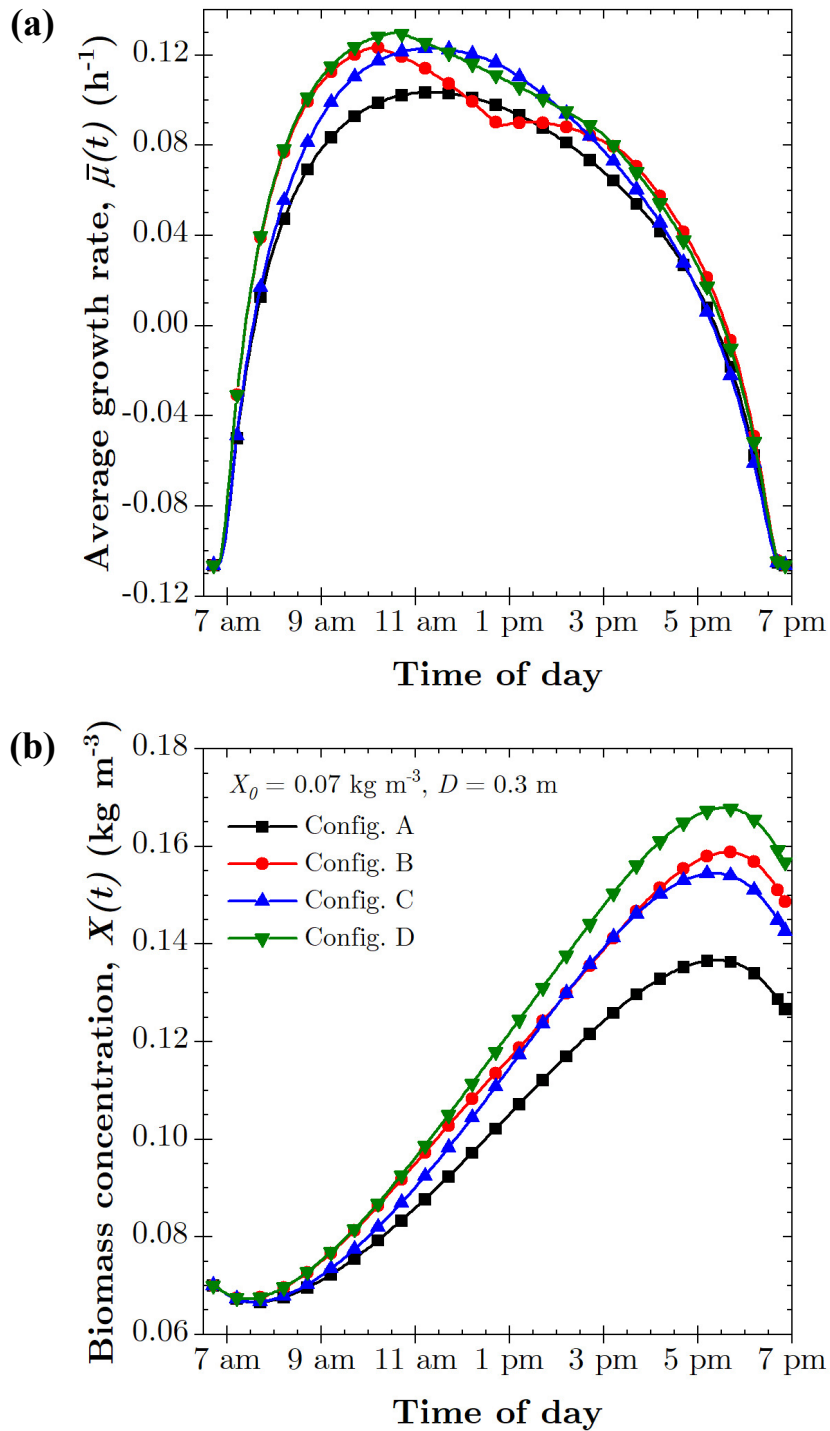 (a)
Average growth rate, μ̄(t) (h⁻¹)
0.12
0.08
0.04
0.00
-0.04
-0.08
-0.12
7 am 9 am 11 am 1 pm 3 pm 5 pm 7 pm
Time of day
(b)
Biomass concentration, X(t) (kg m⁻³)
0.18
0.16
0.14
0.12
0.10
0.08
0.06
X₀ = 0.07 kg m⁻³, D = 0.3 m
Config. A
Config. B
Config. C
Config. D
7 am 9 am 11 am 1 pm 3 pm 5 pm 7 pm
Time of day